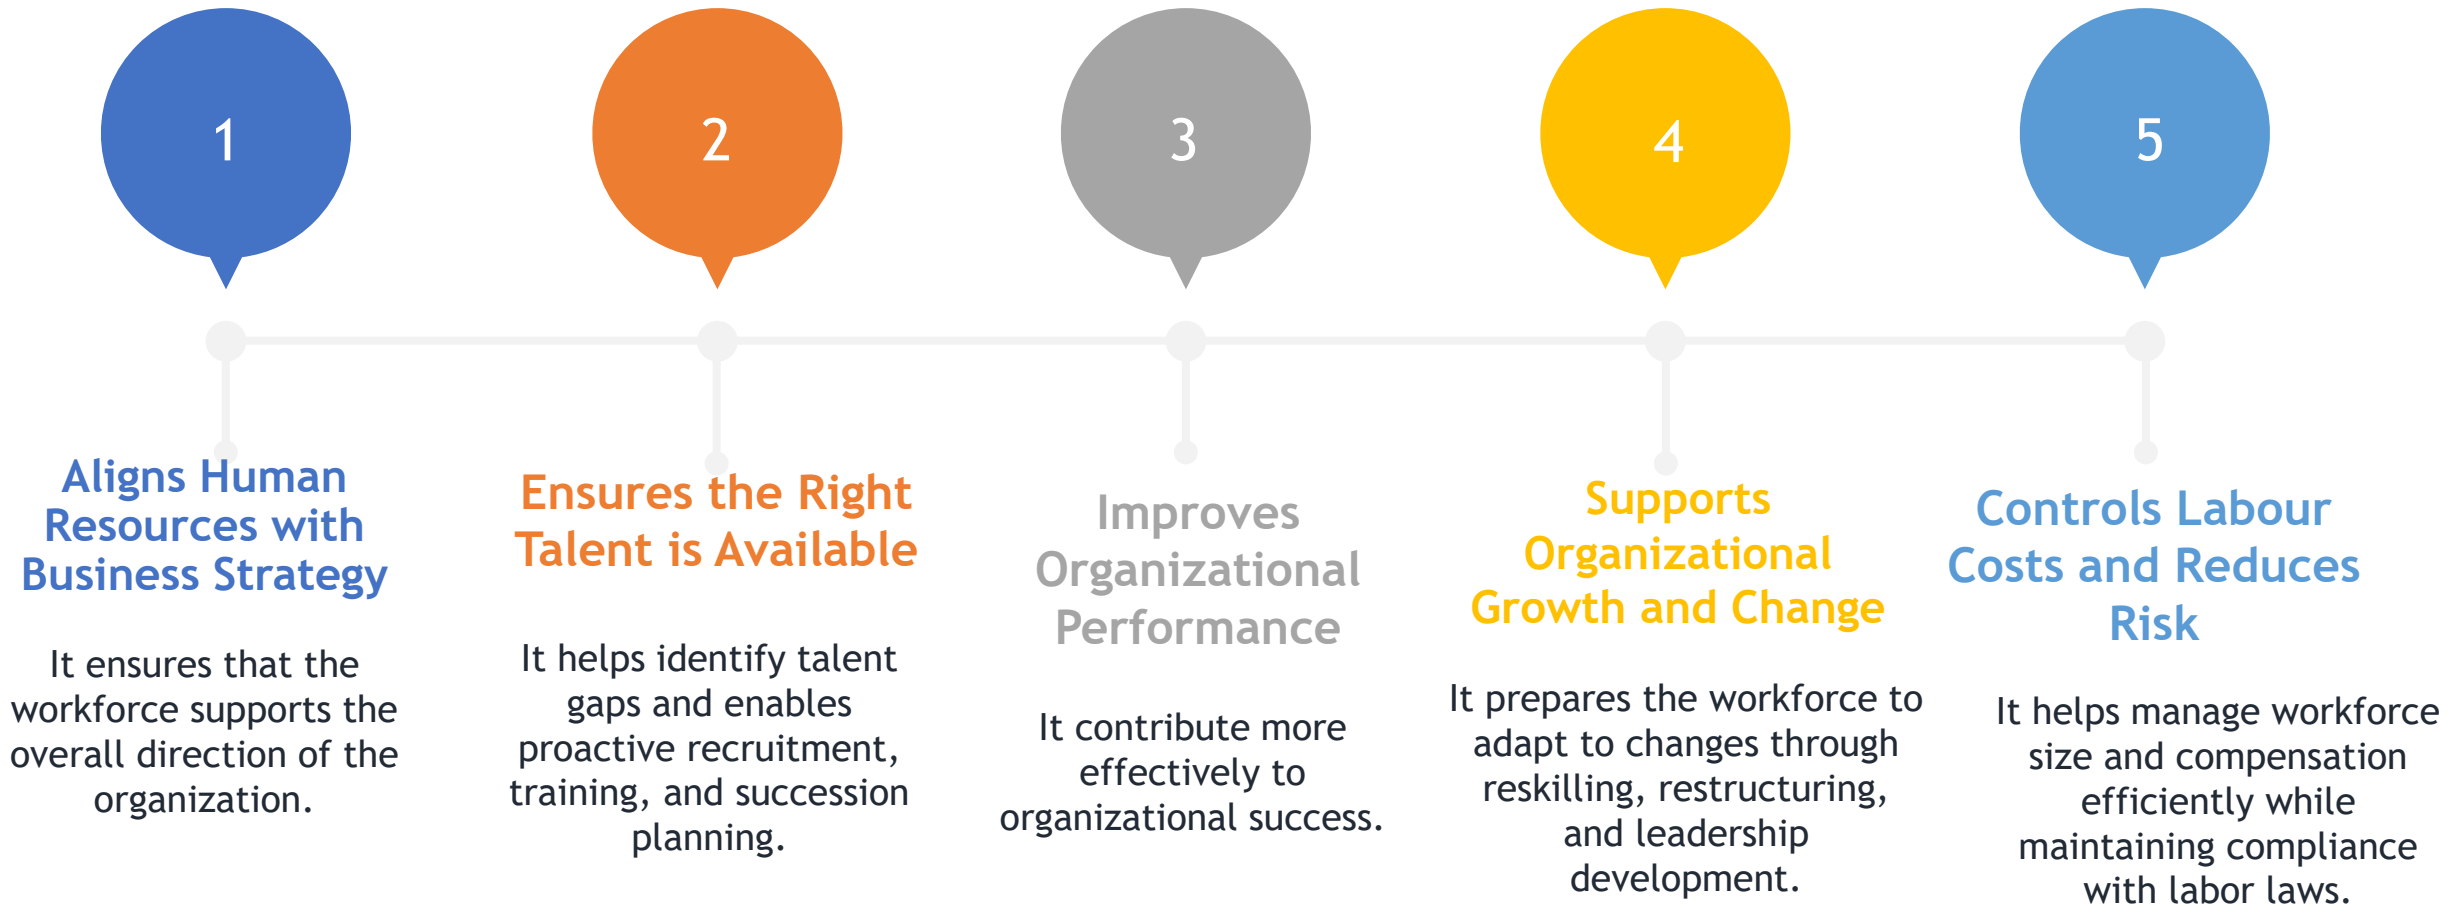 1
Aligns Human
Resources with
Business Strategy
It ensures that the
workforce supports the
overall direction of the
organization.
2
Ensures the Right
Talent is Available
It helps identify talent
gaps and enables
proactive recruitment,
training, and succession
planning.
3
Improves
Organizational
Performance
It contribute more
effectively to
organizational success.
4
Supports
Organizational
Growth and Change
It prepares the workforce to
adapt to changes through
reskilling, restructuring,
and leadership
development.
5
Controls Labour
Costs and Reduces
Risk
It helps manage workforce
size and compensation
efficiently while
maintaining compliance
with labor laws.